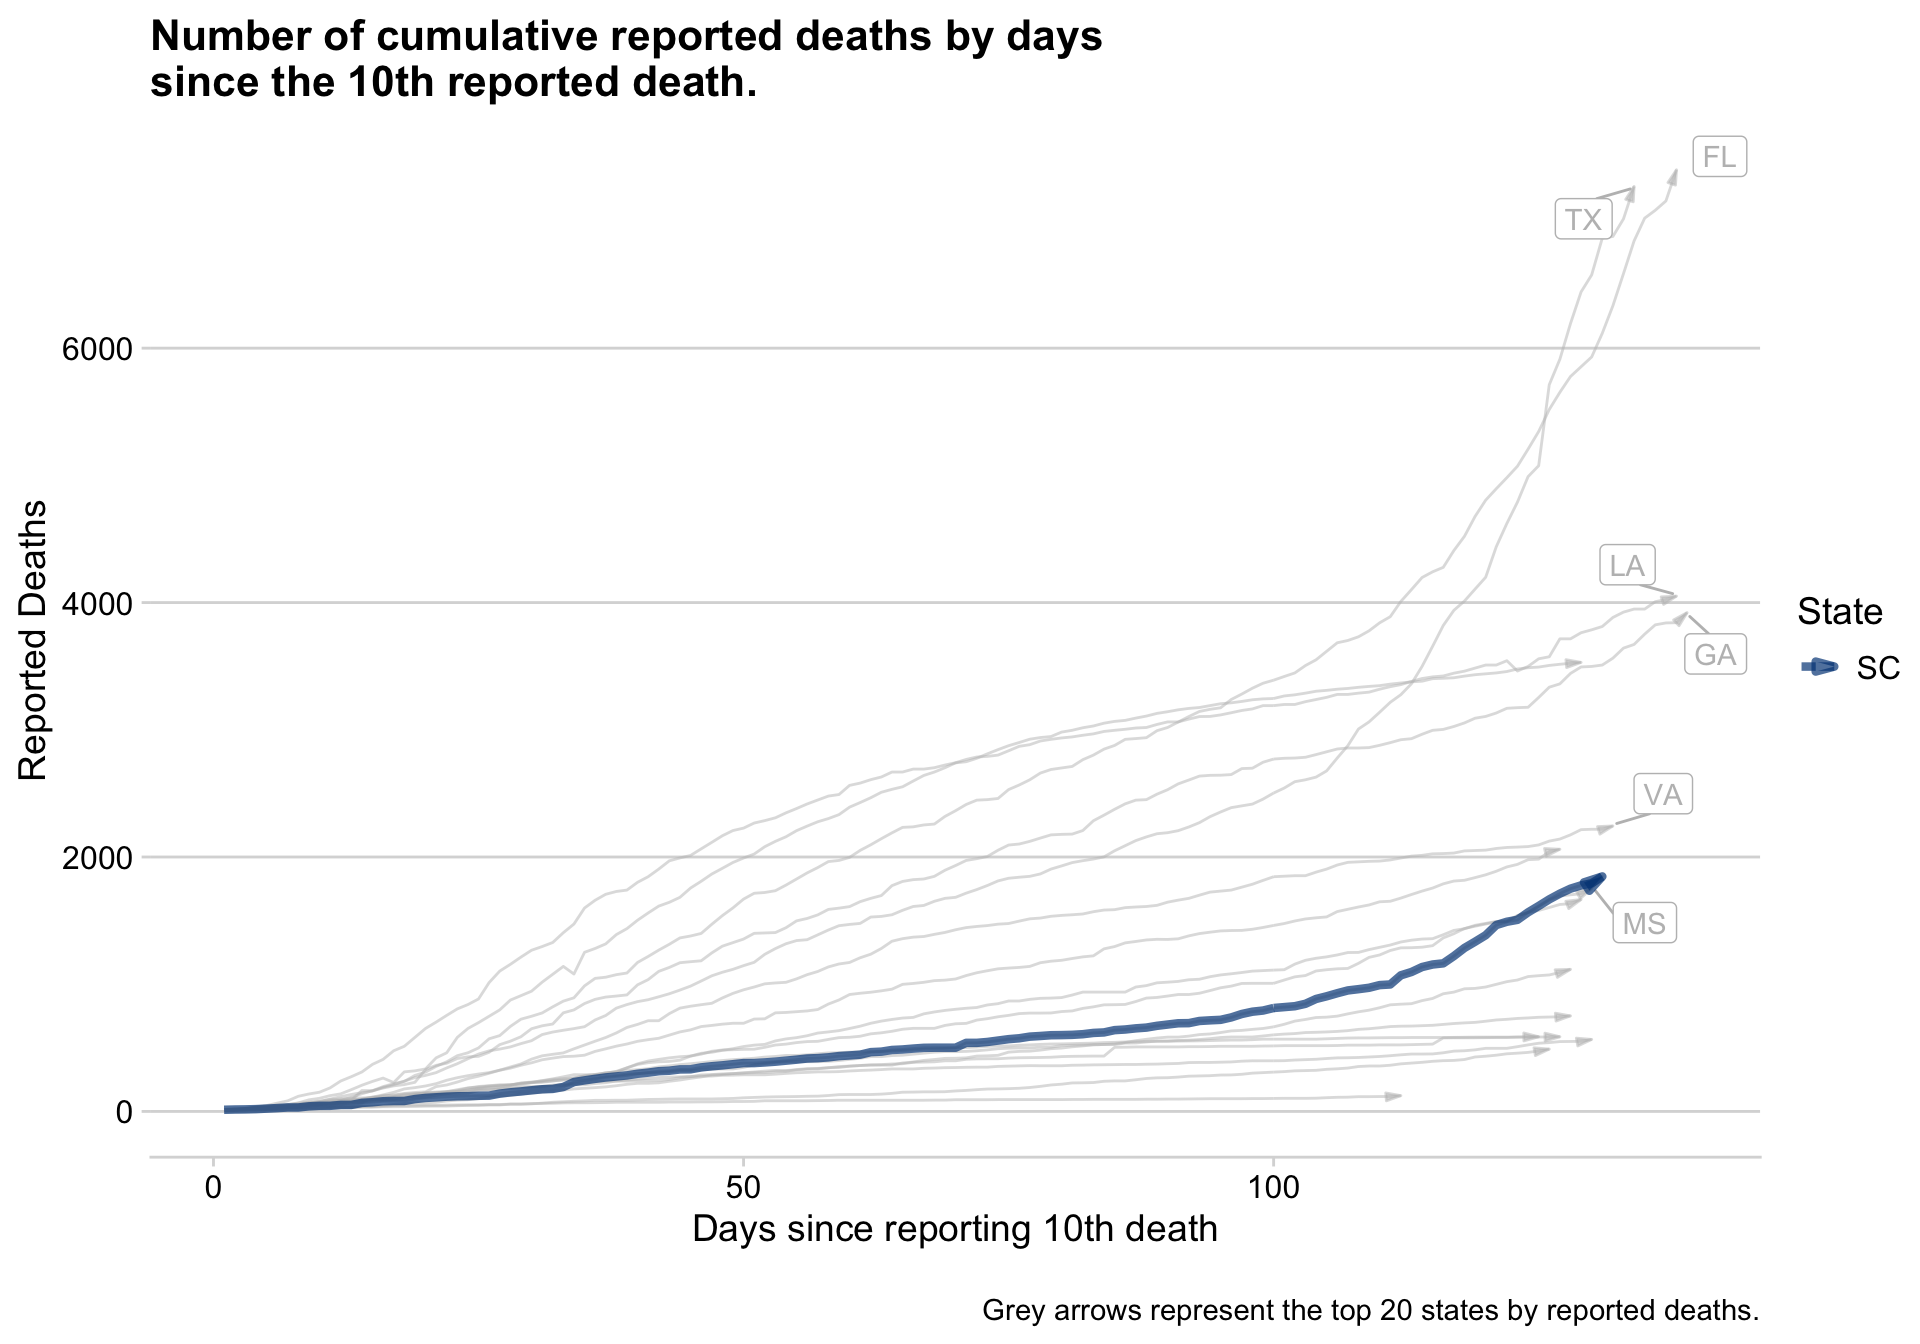 Number of cumulative reported deaths by days
since the 10th reported death.
FL
TX
6000
LA
4000
GA
State
SC
Reported Deaths
VA
2000
MS
0
0 50 100
Days since reporting 10th death
Grey arrows represent the top 20 states by reported deaths.